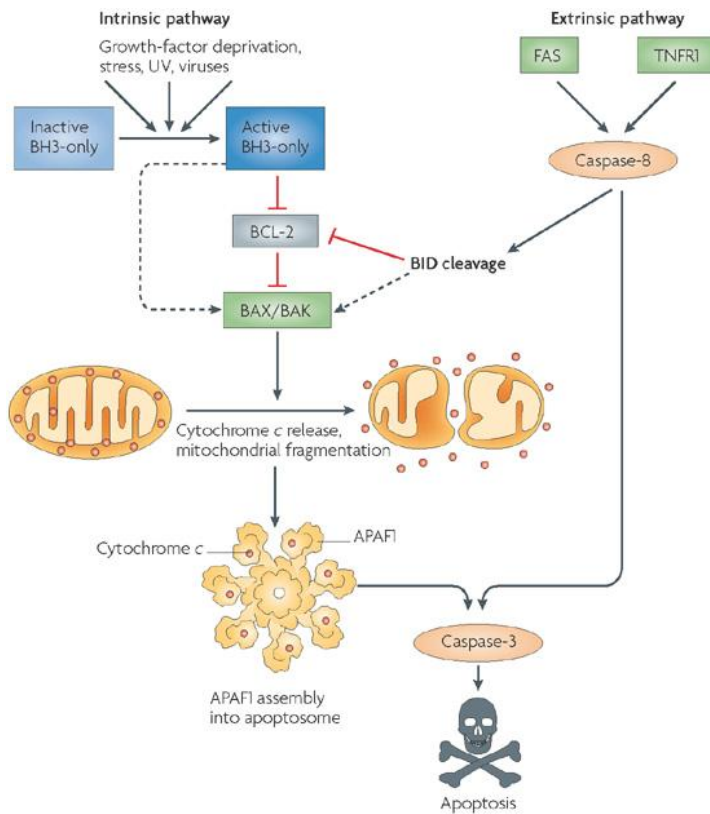 Intrinsic pathway
Extrinsic pathway
Growth-factor deprivation,
stress, UV, viruses
FAS
TNFR1
Inactive
BH3-only
Active
BH3-only
Caspase-8
BCL-2
BID cleavage
BAX/BAK
Cytochrome c release,
mitochondrial fragmentation
Cytochrome c
APAF1
Caspase-3
APAF1 assembly
into apoptosome
Apoptosis